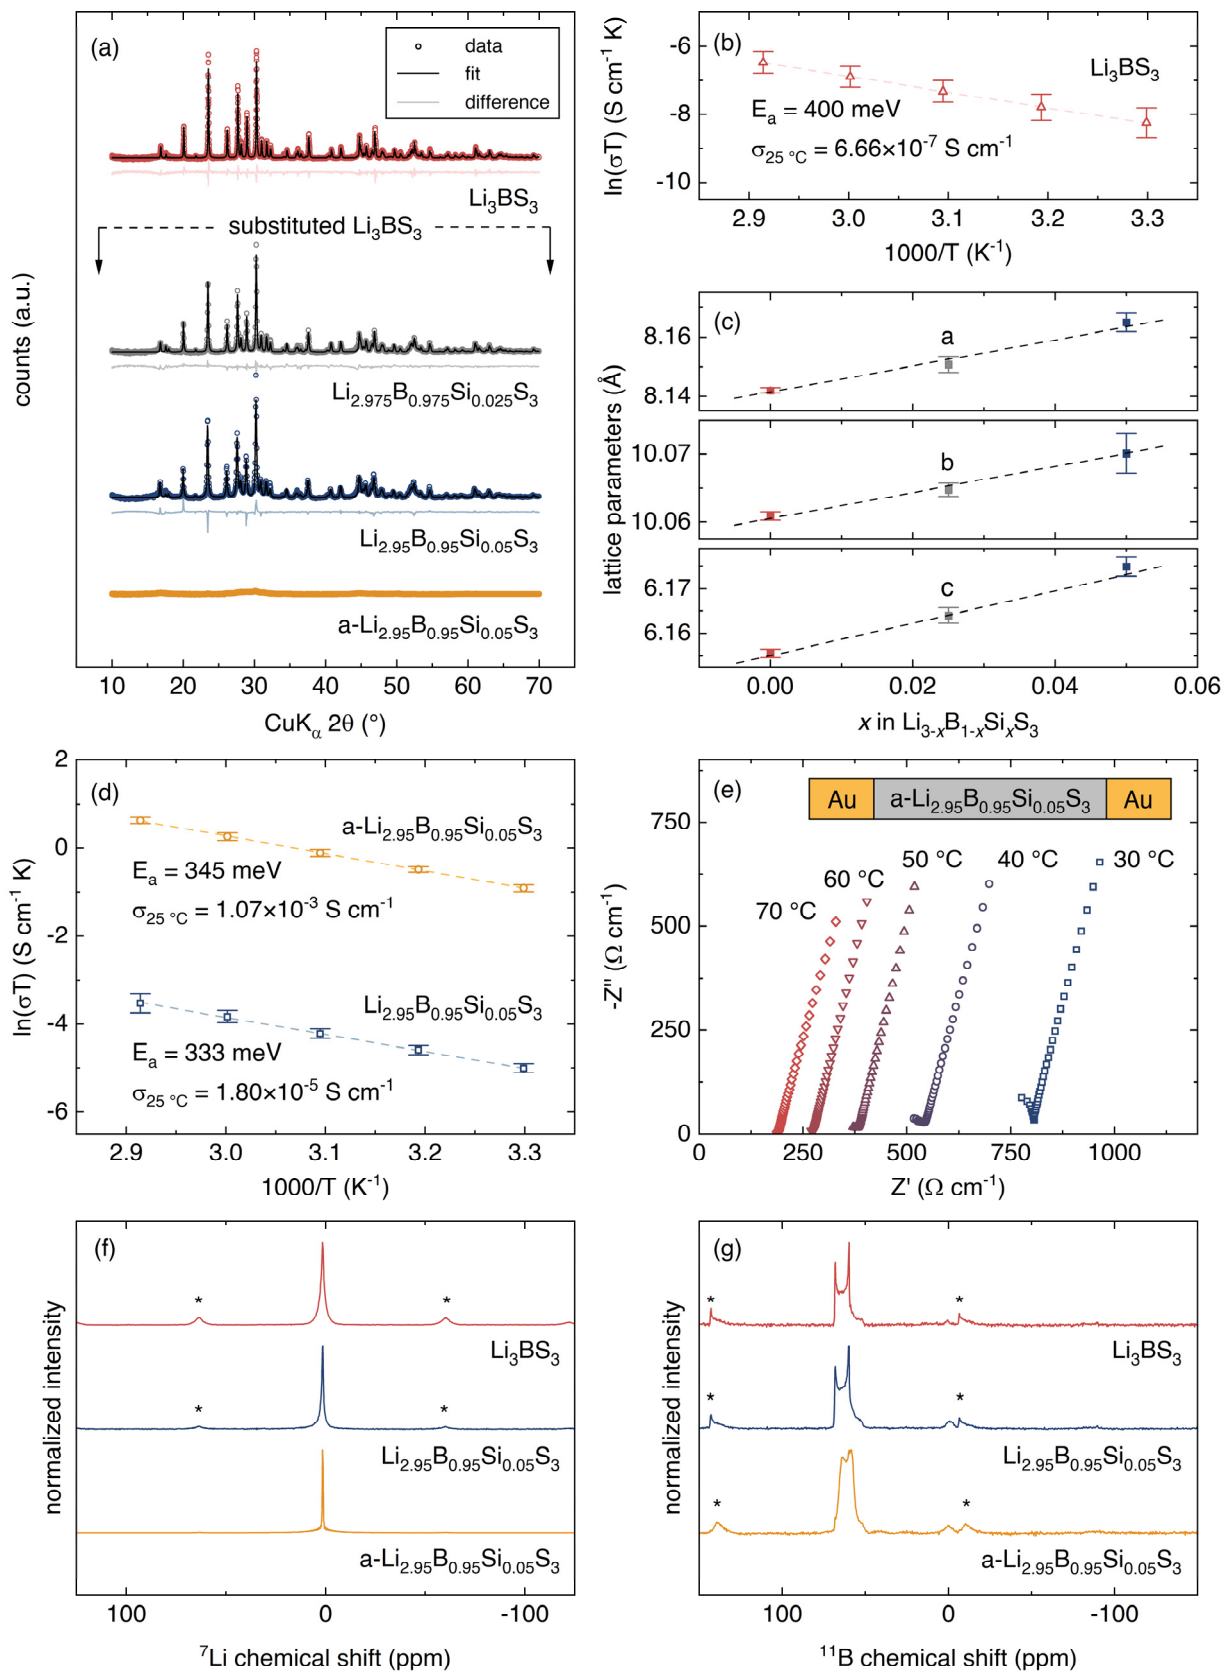 (a)
data
fit
difference
Li₃BS₃
substituted Li₃BS₃
Li₂.₉₇₅B₀.₉₇₅Si₀.₀₂₅S₃
Li₂.₉₅B₀.₉₅Si₀.₀₅S₃
a-Li₂.₉₅B₀.₉₅Si₀.₀₅S₃
counts (a.u.)
10 20 30 40 50 60 70
CuKα 2θ (°)
(b)
Li₃BS₃
Eₐ = 400 meV
σ₂₅ °C = 6.66×10⁻⁷ S cm⁻¹
ln(σT) (S cm⁻¹ K)
-6
-8
-10
2.9 3.0 3.1 3.2 3.3
1000/T (K⁻¹)
(c)
a
8.16
8.14
b
10.07
10.06
c
6.17
6.16
lattice parameters (Å)
0.00 0.02 0.04 0.06
x in Li₃₋ₓB₁₋ₓSiₓS₃
(d)
2
0
-2
-4
-6
ln(σT) (S cm⁻¹ K)
a-Li₂.₉₅B₀.₉₅Si₀.₀₅S₃
Eₐ = 345 meV
σ₂₅ °C = 1.07×10⁻³ S cm⁻¹
Li₂.₉₅B₀.₉₅Si₀.₀₅S₃
Eₐ = 333 meV
σ₂₅ °C = 1.80×10⁻⁵ S cm⁻¹
2.9 3.0 3.1 3.2 3.3
1000/T (K⁻¹)
(e)
Au a-Li₂.₉₅B₀.₉₅Si₀.₀₅S₃ Au
70 °C 60 °C 50 °C 40 °C 30 °C
750
500
250
0
-Z'' (Ω cm⁻¹)
0 250 500 750 1000
Z' (Ω cm⁻¹)
(f)
* *
Li₃BS₃
* *
Li₂.₉₅B₀.₉₅Si₀.₀₅S₃
a-Li₂.₉₅B₀.₉₅Si₀.₀₅S₃
normalized intensity
100 0 -100
⁷Li chemical shift (ppm)
(g)
* *
Li₃BS₃
* *
Li₂.₉₅B₀.₉₅Si₀.₀₅S₃
* *
a-Li₂.₉₅B₀.₉₅Si₀.₀₅S₃
normalized intensity
100 0 -100
¹¹B chemical shift (ppm)